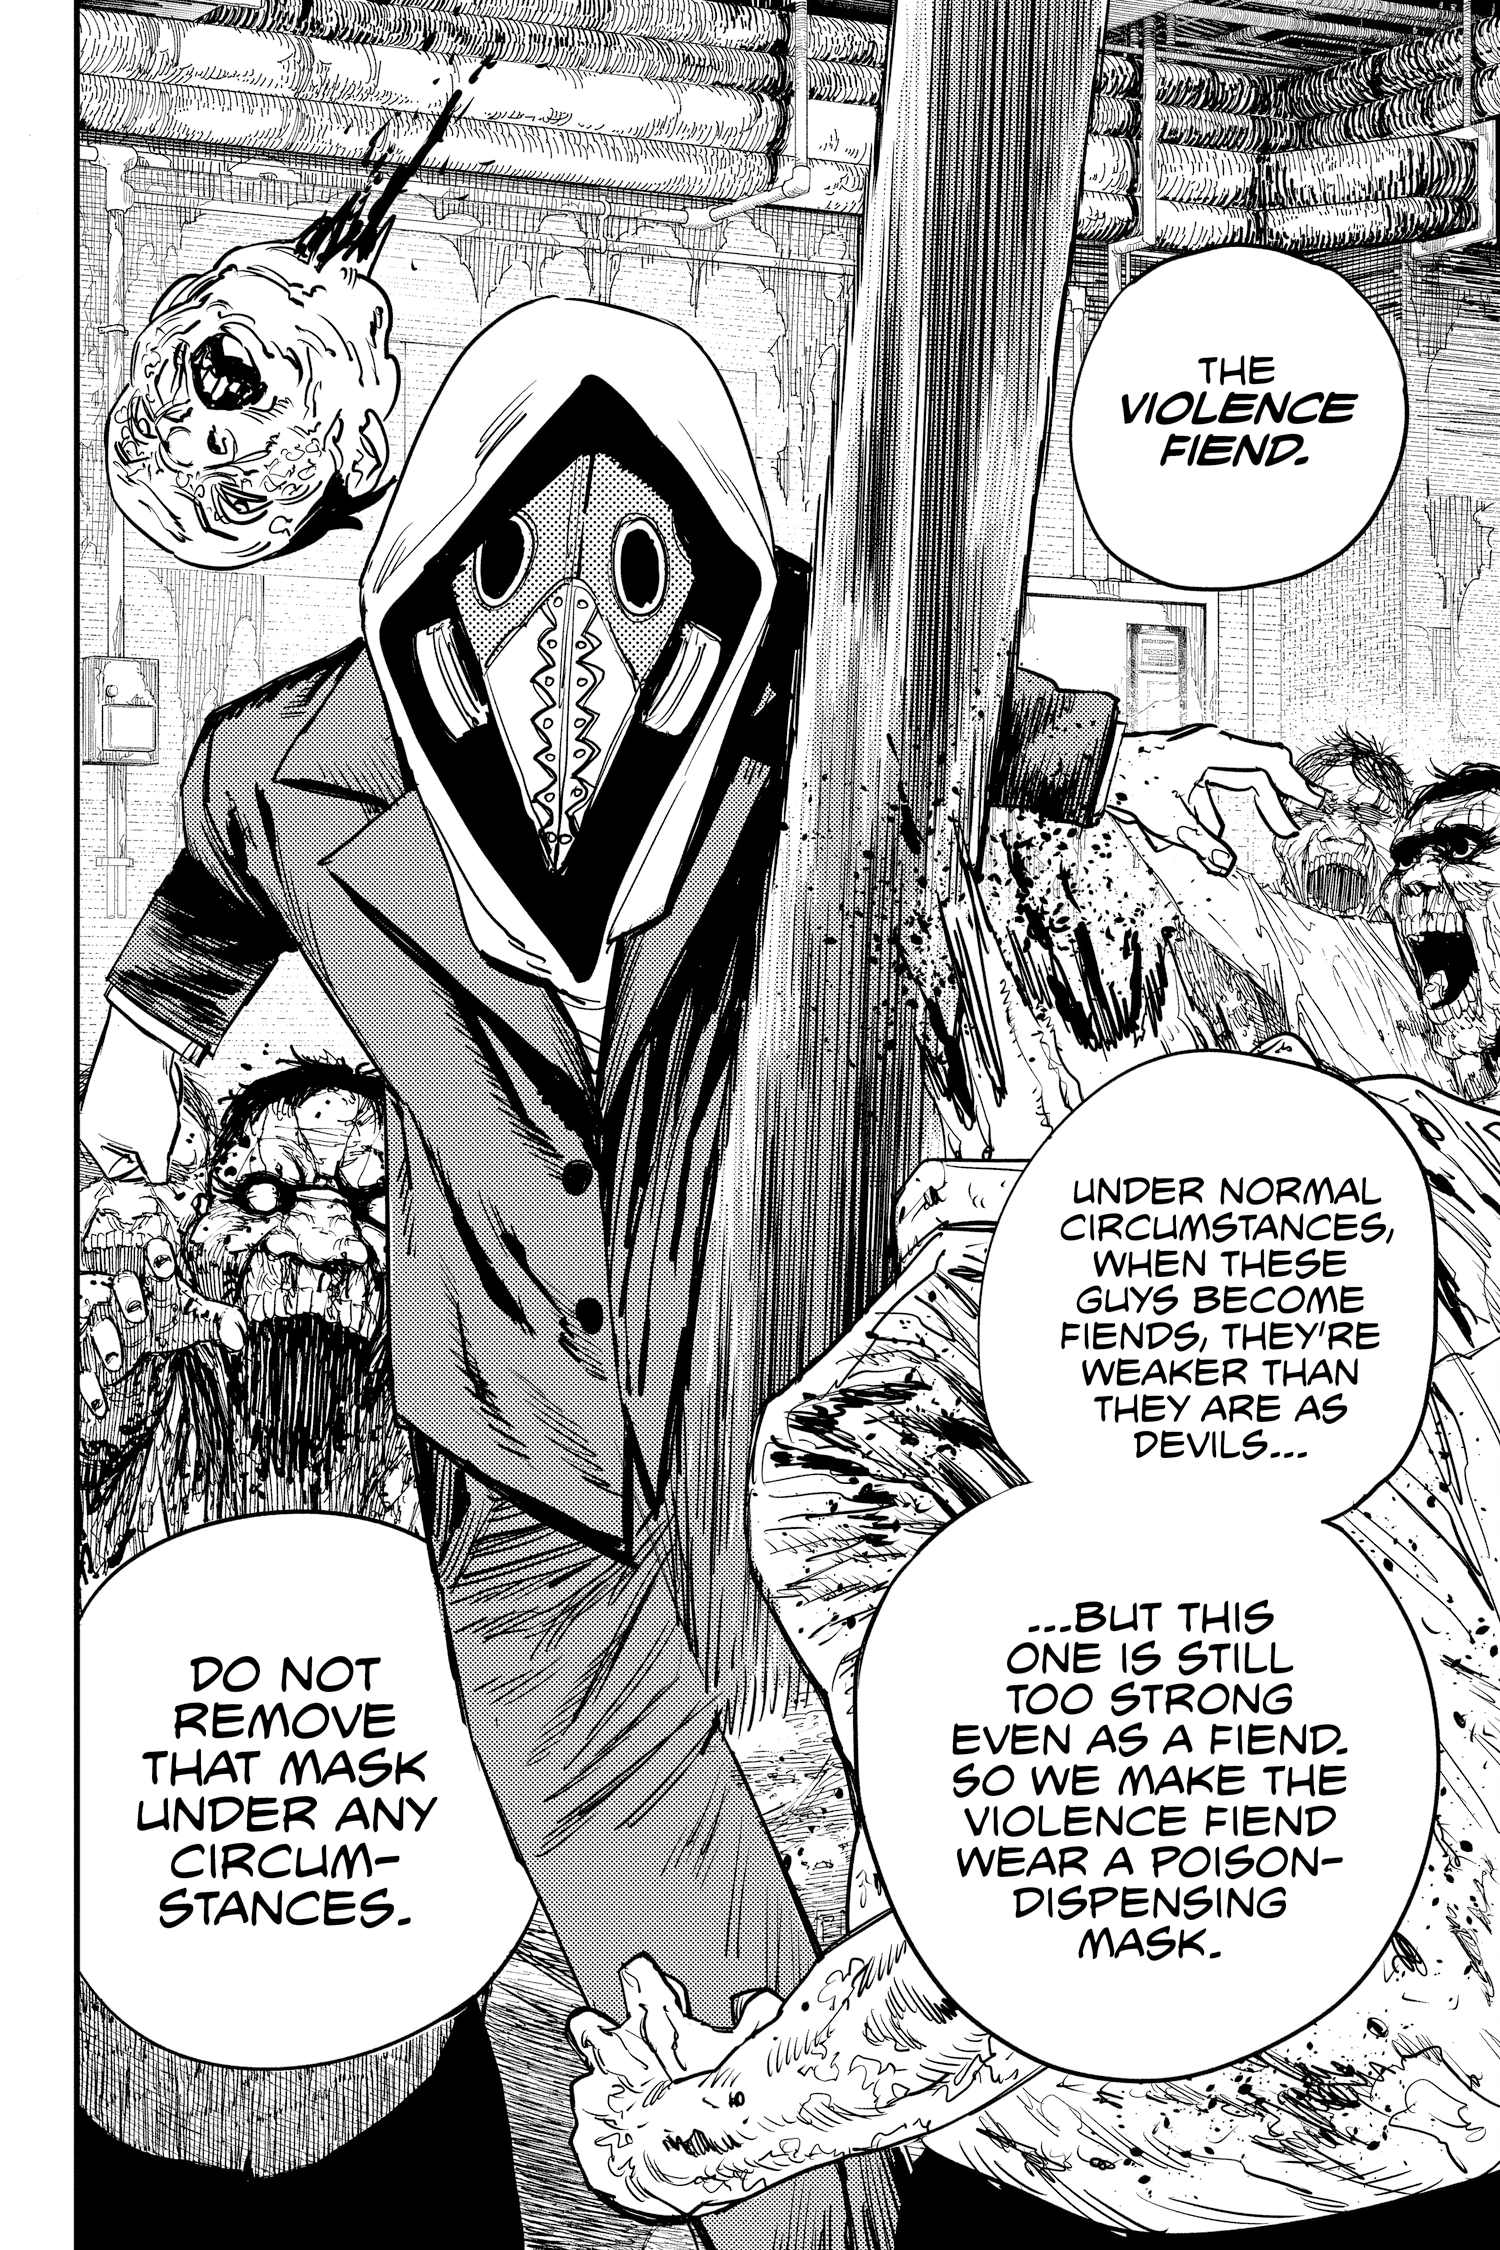 THE
VIOLENCE
FIEND.
UNDER NORMAL
CIRCUMSTANCES,
WHEN THESE
GUYS BECOME
FIENDS, THEY'RE
WEAKER THAN
THEY ARE AS
DEVILS...
...BUT THIS
ONE IS STILL
TOO STRONG
EVEN AS A FIEND.
SO WE MAKE THE
VIOLENCE FIEND
WEAR A POISON-
DISPENSING
MASK.
DO NOT
REMOVE
THAT MASK
UNDER ANY
CIRCUM-
STANCES.